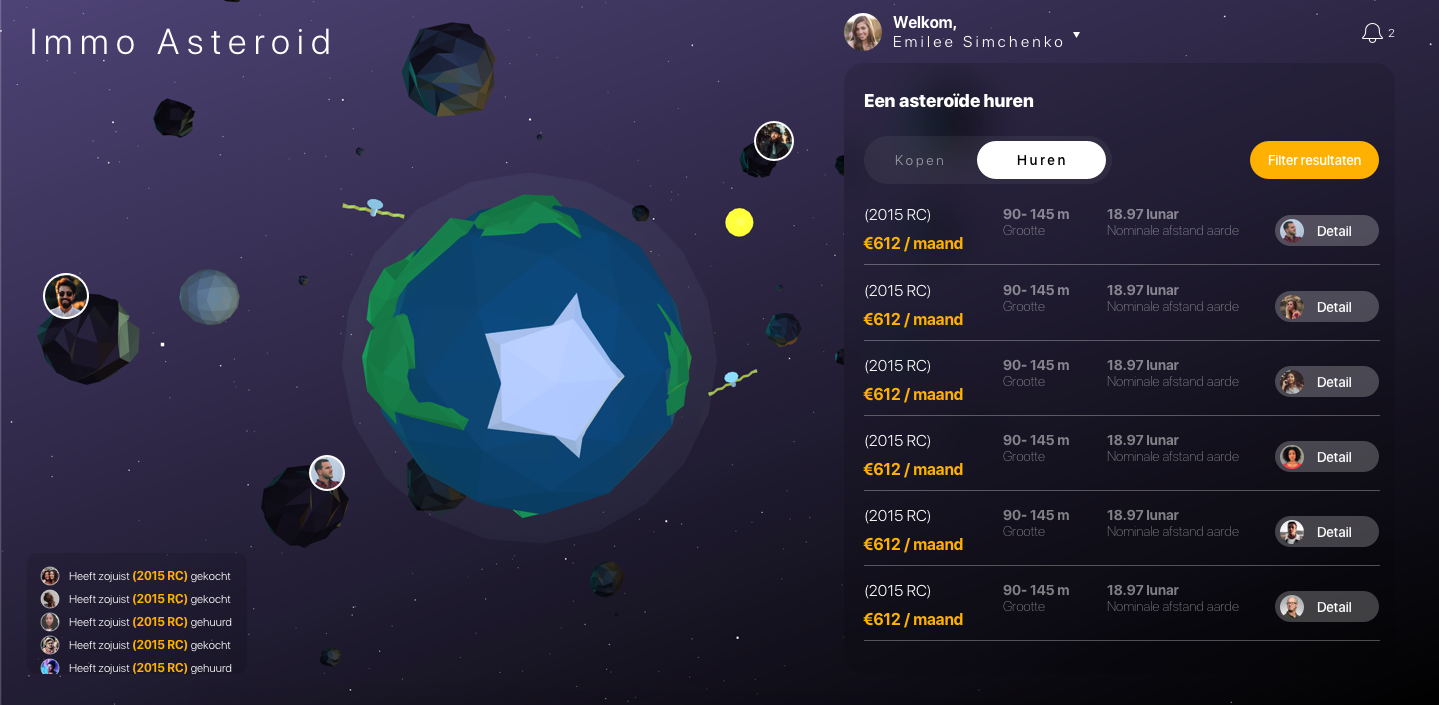 Immo Asteroid
Welkom,
Emilee Simchenko
2
Een asteroïde huren
Kopen
Huren
Filter resultaten
(2015 RC)
€612 / maand
90- 145 m
Grootte
18.97 lunar
Nominale afstand aarde
Detail
(2015 RC)
€612 / maand
90- 145 m
Grootte
18.97 lunar
Nominale afstand aarde
Detail
(2015 RC)
€612 / maand
90- 145 m
Grootte
18.97 lunar
Nominale afstand aarde
Detail
(2015 RC)
€612 / maand
90- 145 m
Grootte
18.97 lunar
Nominale afstand aarde
Detail
(2015 RC)
€612 / maand
90- 145 m
Grootte
18.97 lunar
Nominale afstand aarde
Detail
(2015 RC)
€612 / maand
90- 145 m
Grootte
18.97 lunar
Nominale afstand aarde
Detail
Heeft zojuist (2015 RC) gekocht
Heeft zojuist (2015 RC) gekocht
Heeft zojuist (2015 RC) gehuurd
Heeft zojuist (2015 RC) gekocht
Heeft zojuist (2015 RC) gehuurd